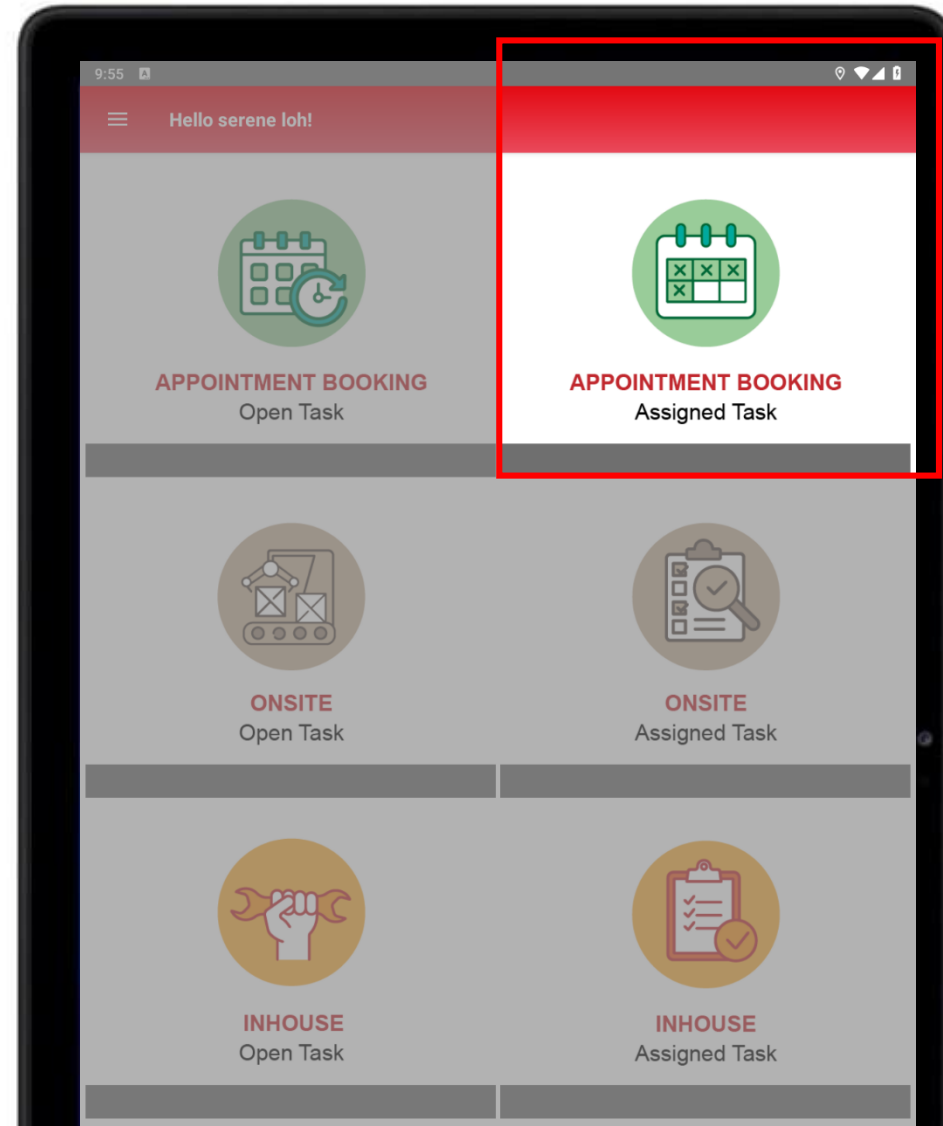 9:55
Hello serene loh!
APPOINTMENT BOOKING
Open Task
APPOINTMENT BOOKING
Assigned Task
ONSITE
Open Task
ONSITE
Assigned Task
INHOUSE
Open Task
INHOUSE
Assigned Task